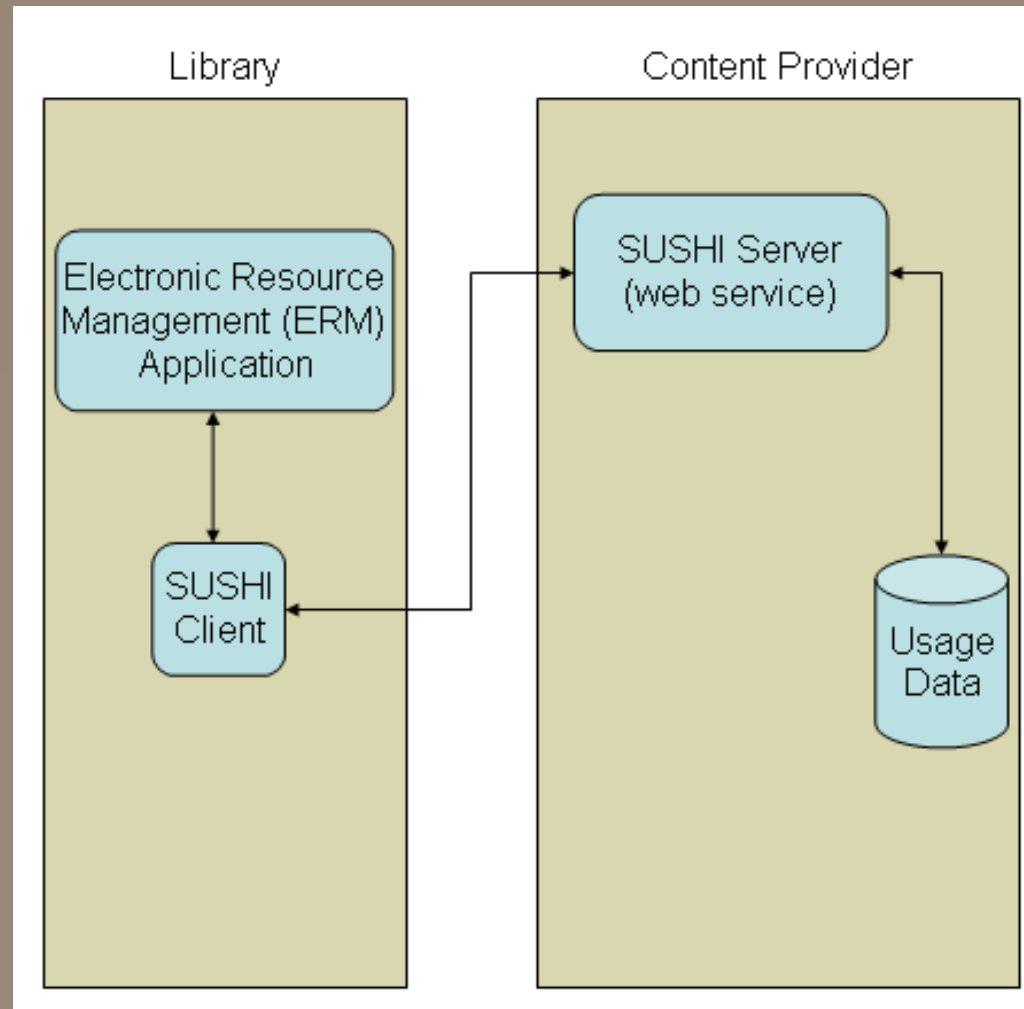 Library
Electronic Resource
Management (ERM)
Application
SUSHI
Client
Content Provider
SUSHI Server
(web service)
Usage
Data